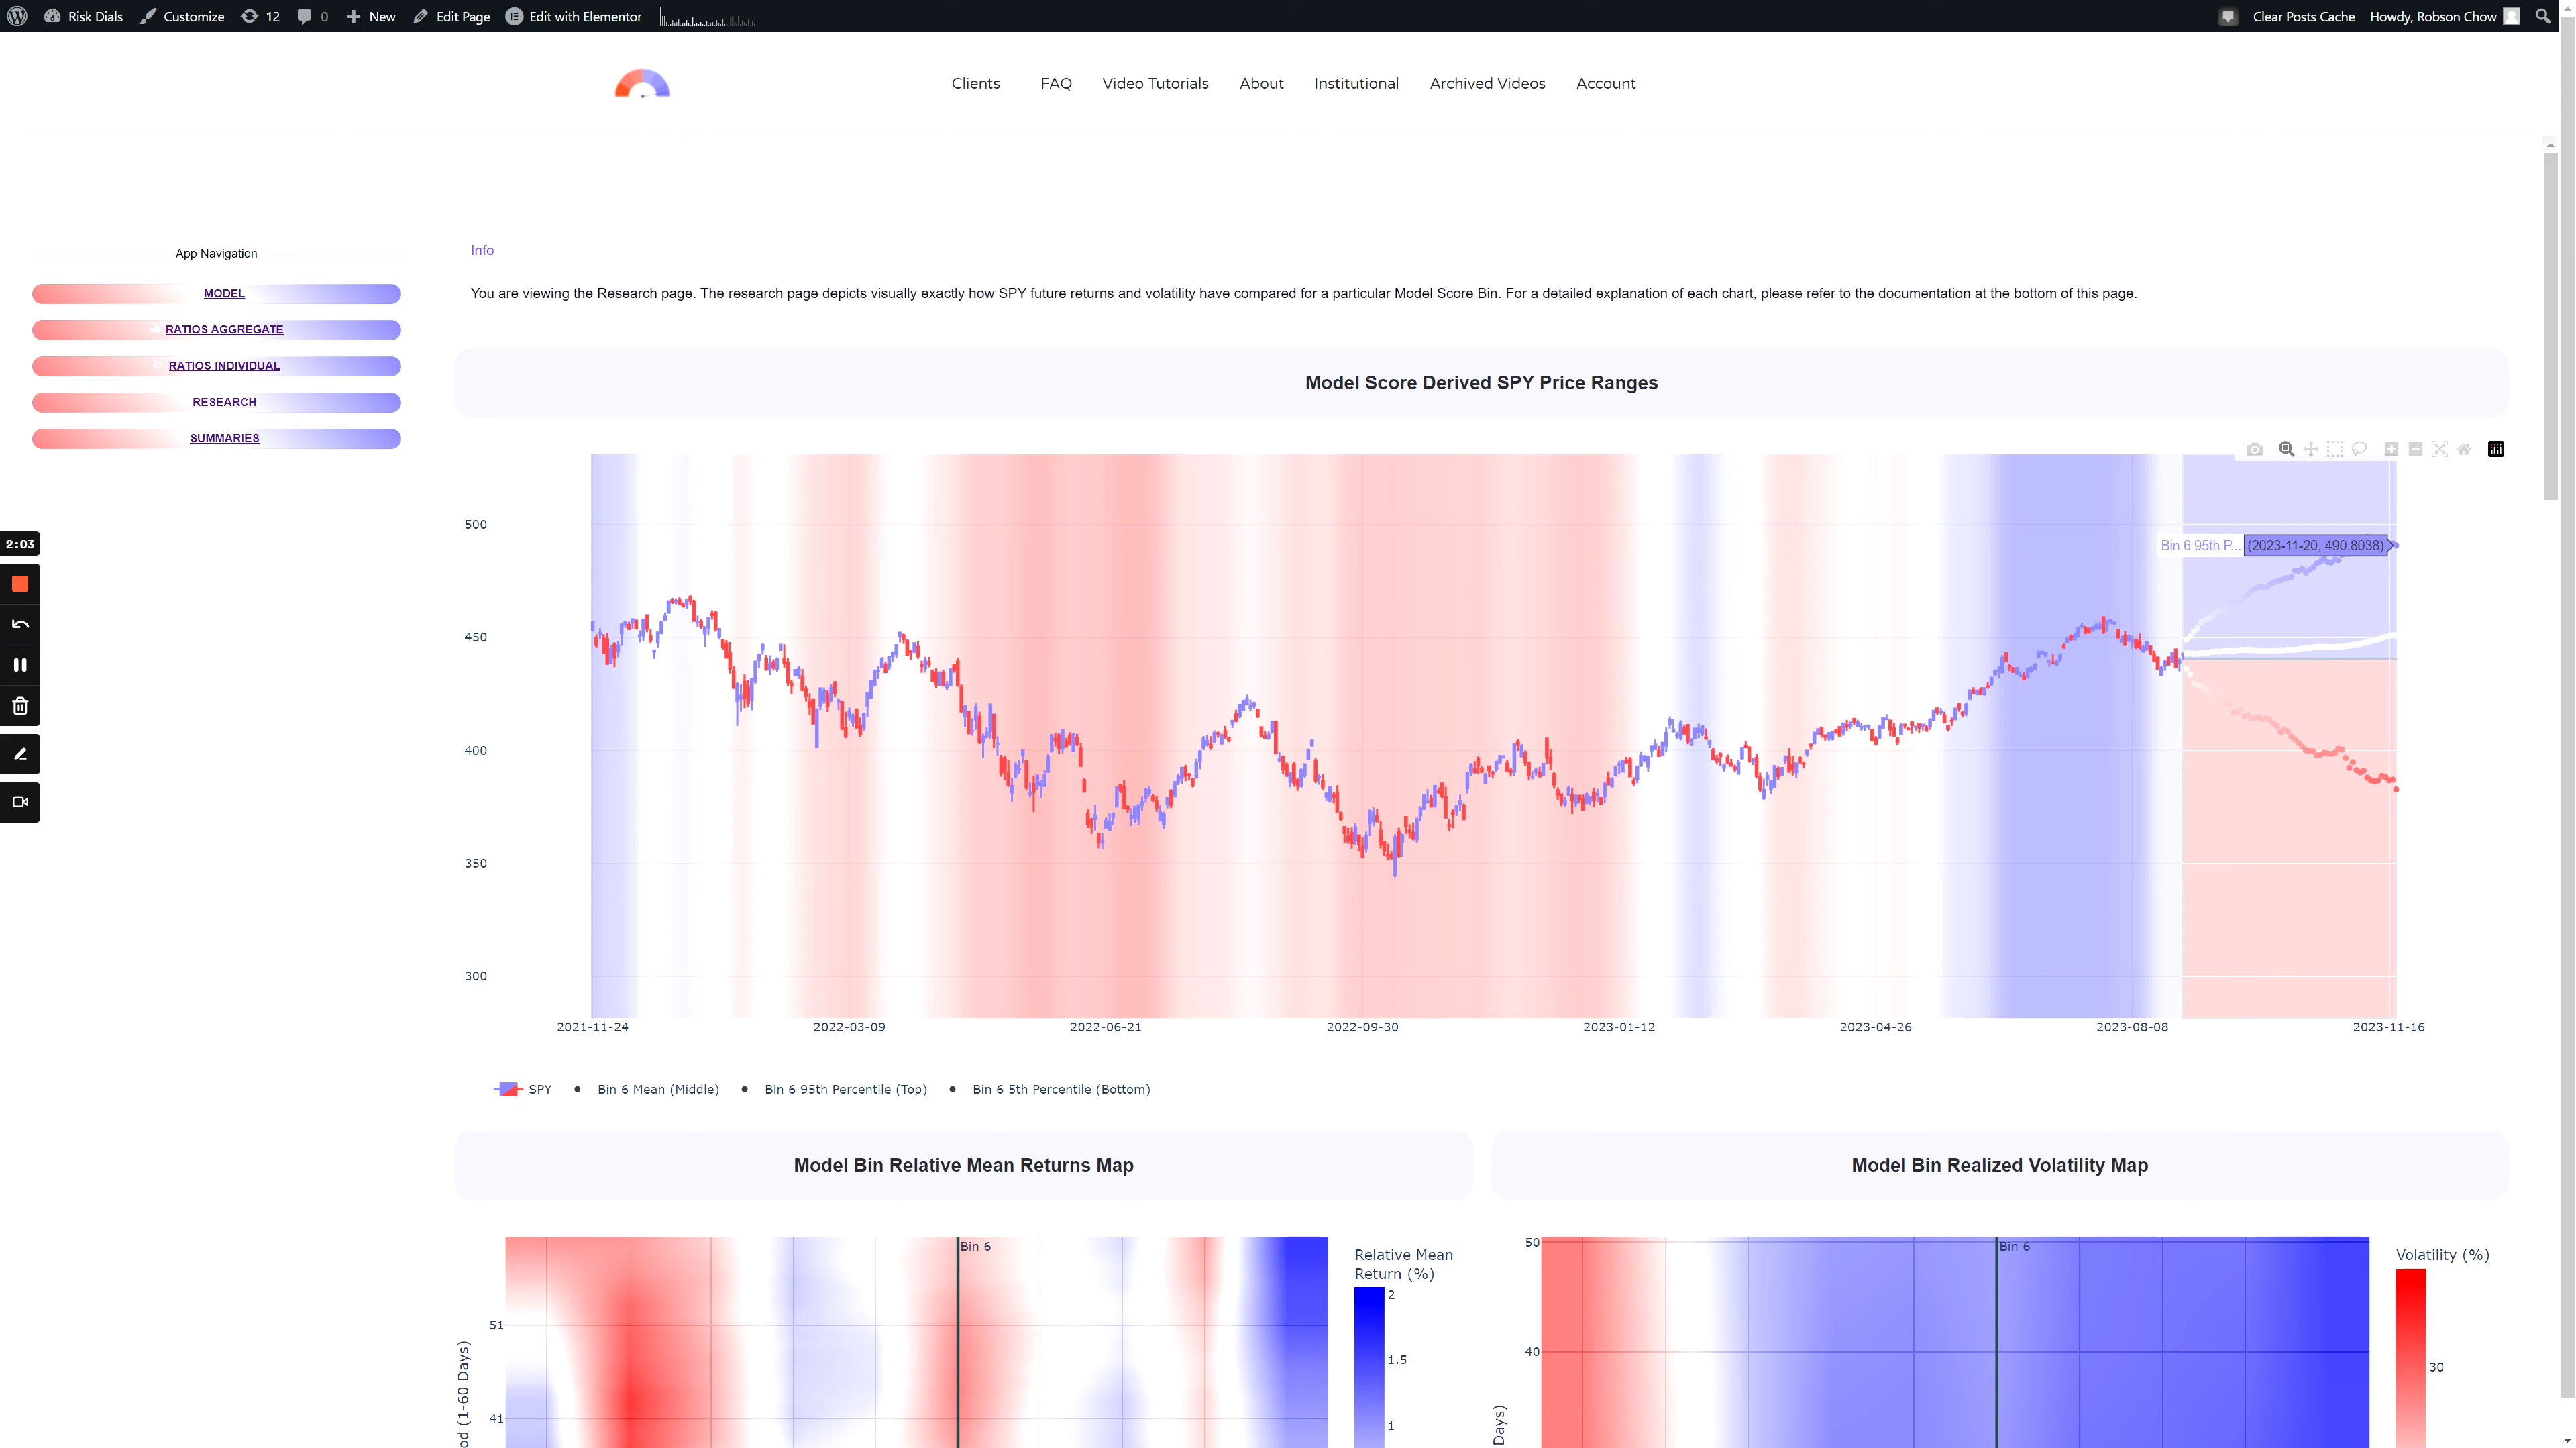 Risk Dials Customize 12 0 New Edit Page Edit with Elementor Clear Posts Cache Howdy, Robson Chow
Clients FAQ Video Tutorials About Institutional Archived Videos Account
App Navigation
MODEL
RATIOS AGGREGATE
RATIOS INDIVIDUAL
RESEARCH
SUMMARIES
2:03
Info
You are viewing the Research page. The research page depicts visually exactly how SPY future returns and volatility have compared for a particular Model Score Bin. For a detailed explanation of each chart, please refer to the documentation at the bottom of this page.
Model Score Derived SPY Price Ranges
500
450
400
350
300
Bin 6 95th P... (2023-11-20, 490.8038)
2021-11-24 2022-03-09 2022-06-21 2022-09-30 2023-01-12 2023-04-26 2023-08-08 2023-11-16
SPY Bin 6 Mean (Middle) Bin 6 95th Percentile (Top) Bin 6 5th Percentile (Bottom)
Model Bin Relative Mean Returns Map
Bin 6
51
41
od (1-60 Days)
Relative Mean
Return (%)
2
1.5
1
Model Bin Realized Volatility Map
Bin 6
50
40
Days)
Volatility (%)
30